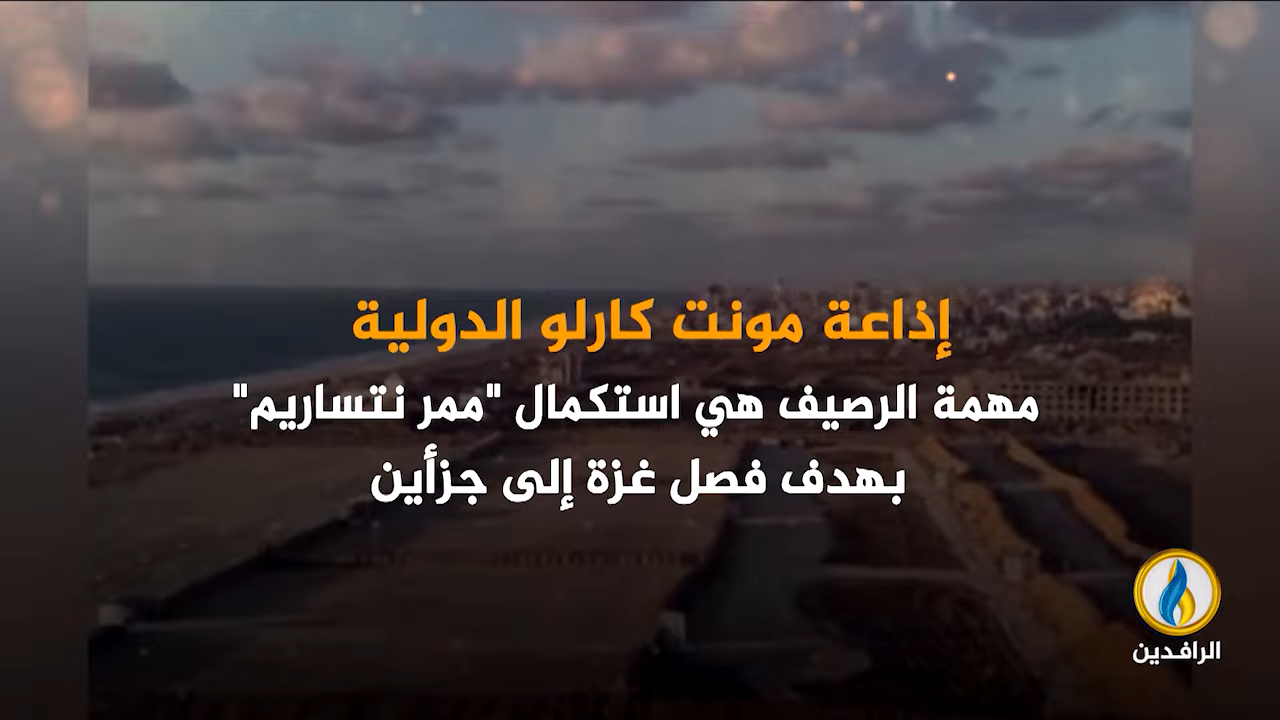 إذاعة مونت كارلو الدولية
مهمة الرصيف هي استكمال "ممر نتساريم"
بهدف فصل غزة إلى جزأين
الرافدين